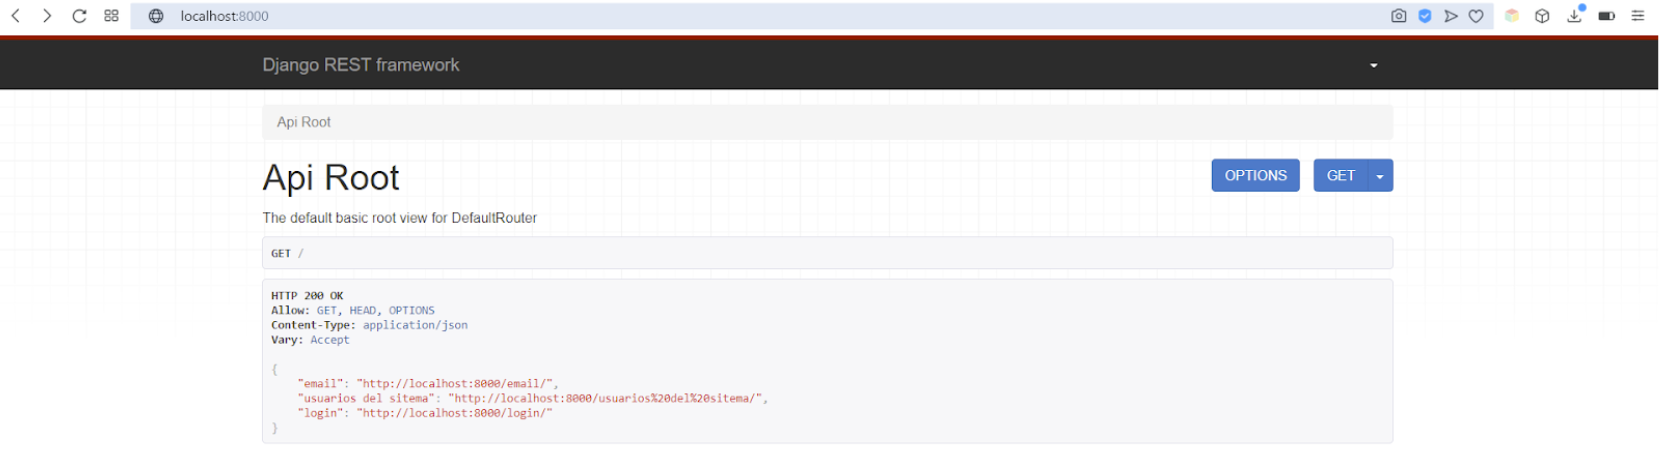 localhost:8000
Django REST framework
Api Root
Api Root
OPTIONS
GET
The default basic root view for DefaultRouter
GET /
HTTP 200 OK
Allow: GET, HEAD, OPTIONS
Content-Type: application/json
Vary: Accept
{
"email": "http://localhost:8000/email/",
"usuarios del sitema": "http://localhost:8000/usuarios%20del%20sitema/",
"login": "http://localhost:8000/login/"
}